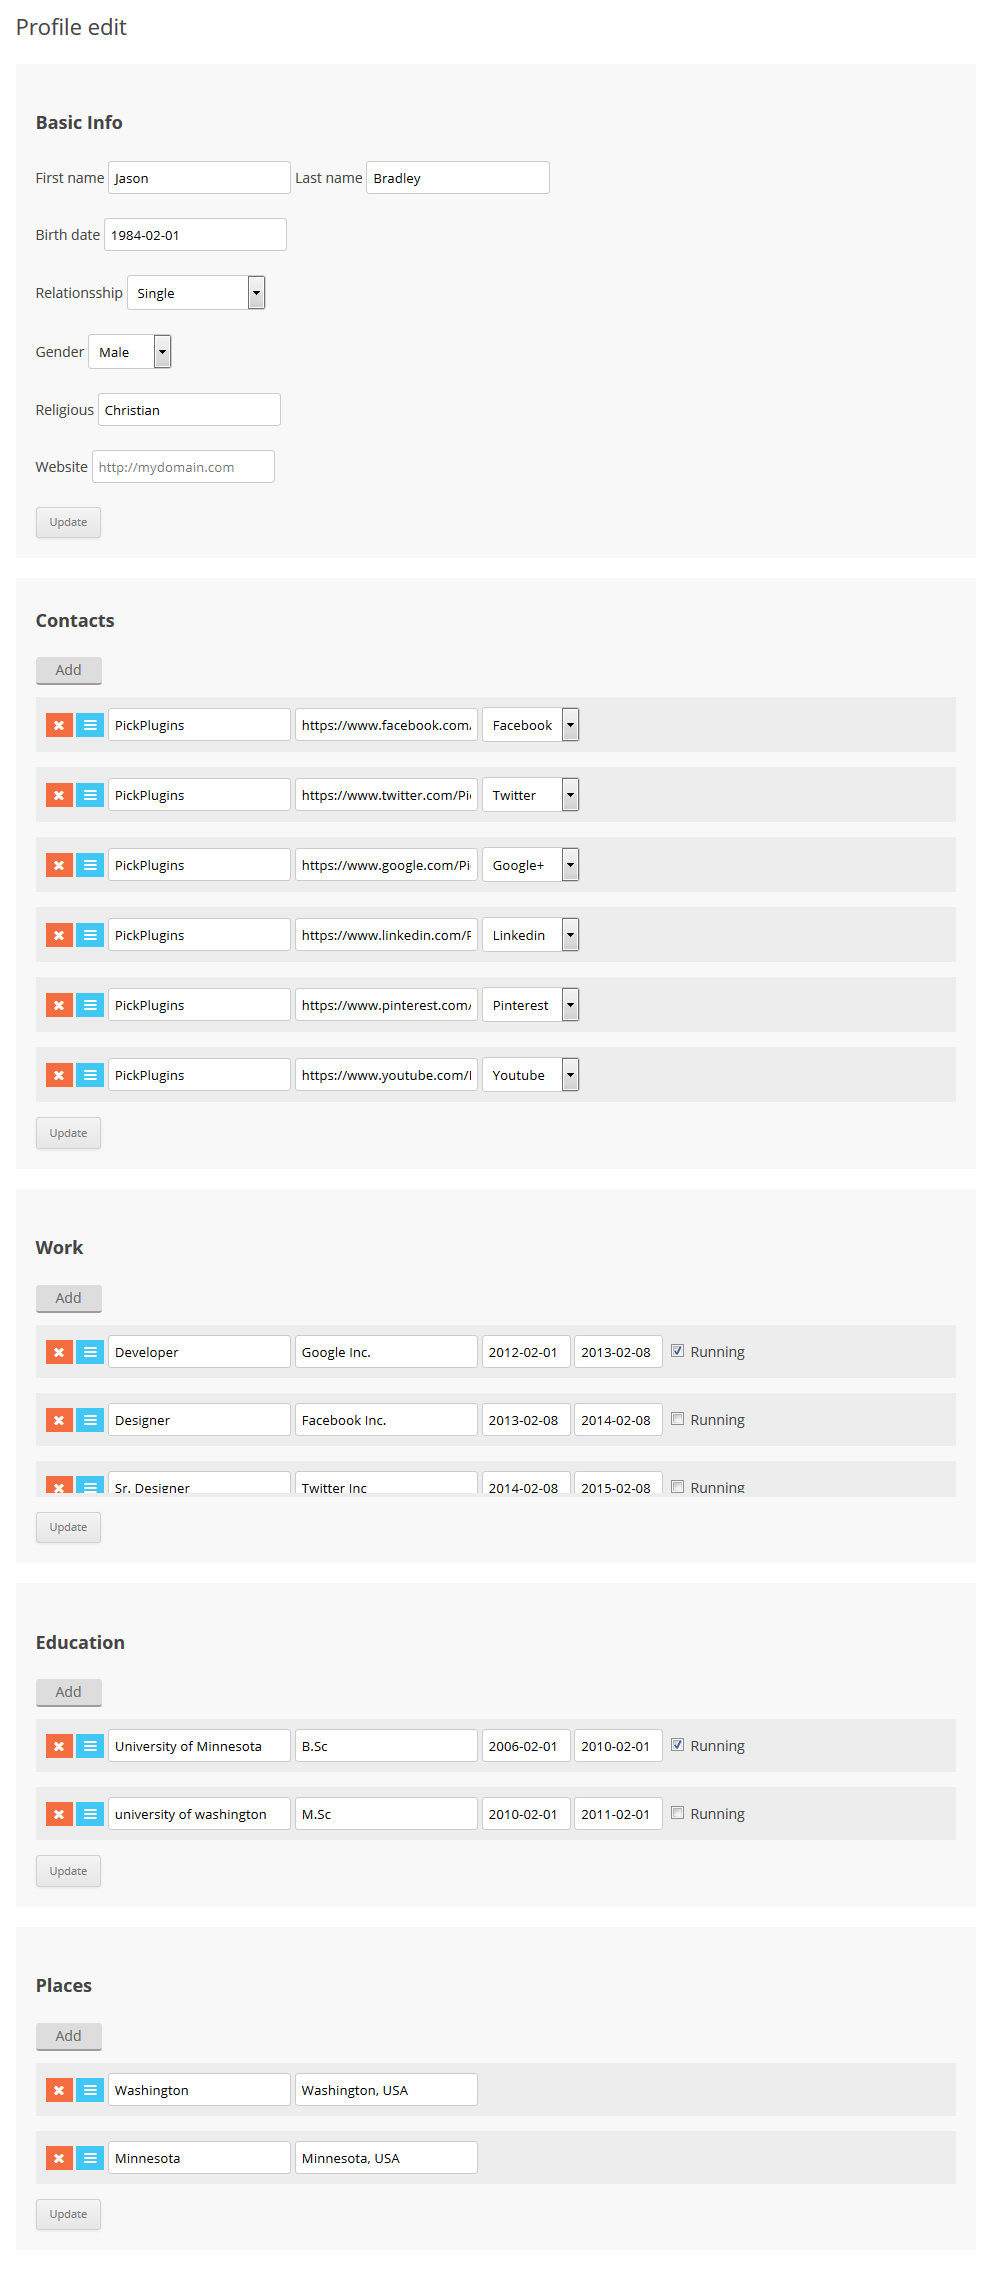 Profile edit
Basic Info
First name Jason Last name Bradley
Birth date 1984-02-01
Relationsship Single
Gender Male
Religious Christian
Website http://mydomain.com
Update
Contacts
Add
PickPlugins https://www.facebook.com/ Facebook
PickPlugins https://www.twitter.com/Pi Twitter
PickPlugins https://www.google.com/Pi Google+
PickPlugins https://www.linkedin.com/P Linkedin
PickPlugins https://www.pinterest.com/ Pinterest
PickPlugins https://www.youtube.com/ Youtube
Update
Work
Add
Developer Google Inc. 2012-02-01 2013-02-08 Running
Designer Facebook Inc. 2013-02-08 2014-02-08 Running
Sr. Designer Twitter Inc 2014-02-08 2015-02-08 Running
Update
Education
Add
University of Minnesota B.Sc 2006-02-01 2010-02-01 Running
university of washington M.Sc 2010-02-01 2011-02-01 Running
Update
Places
Add
Washington Washington, USA
Minnesota Minnesota, USA
Update